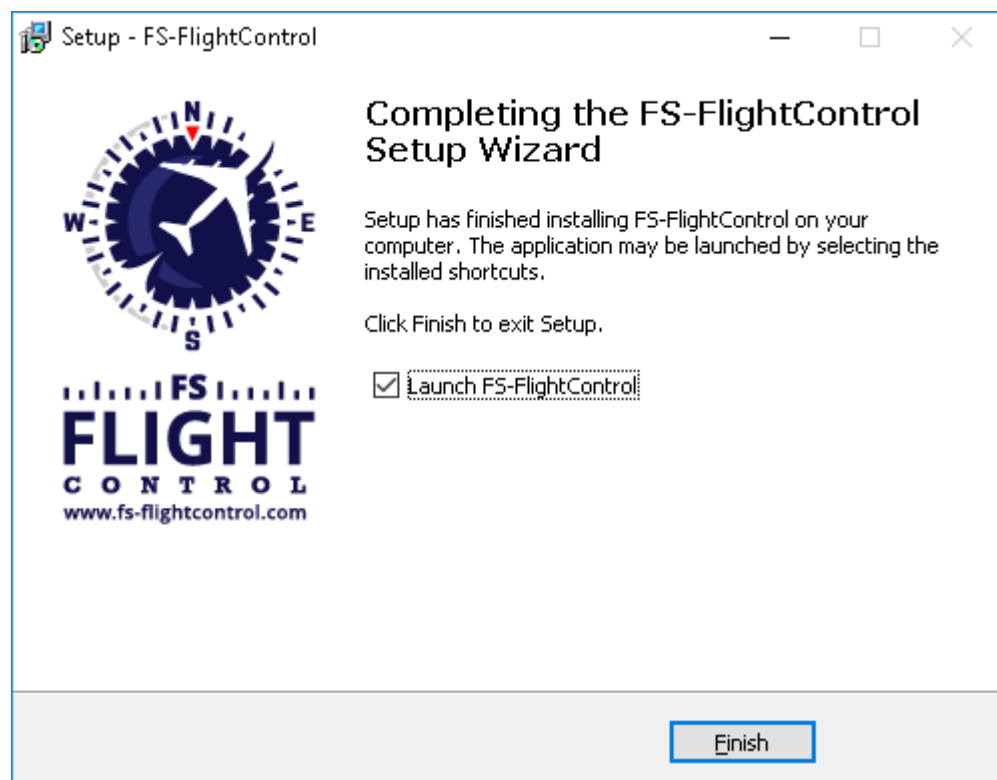 Setup - FS-FlightControl
N
W
E
S
FS
FLIGHT
CONTROL
www.fs-flightcontrol.com
Completing the FS-FlightControl
Setup Wizard
Setup has finished installing FS-FlightControl on your
computer. The application may be launched by selecting the
installed shortcuts.
Click Finish to exit Setup.
Launch FS-FlightControl
Finish